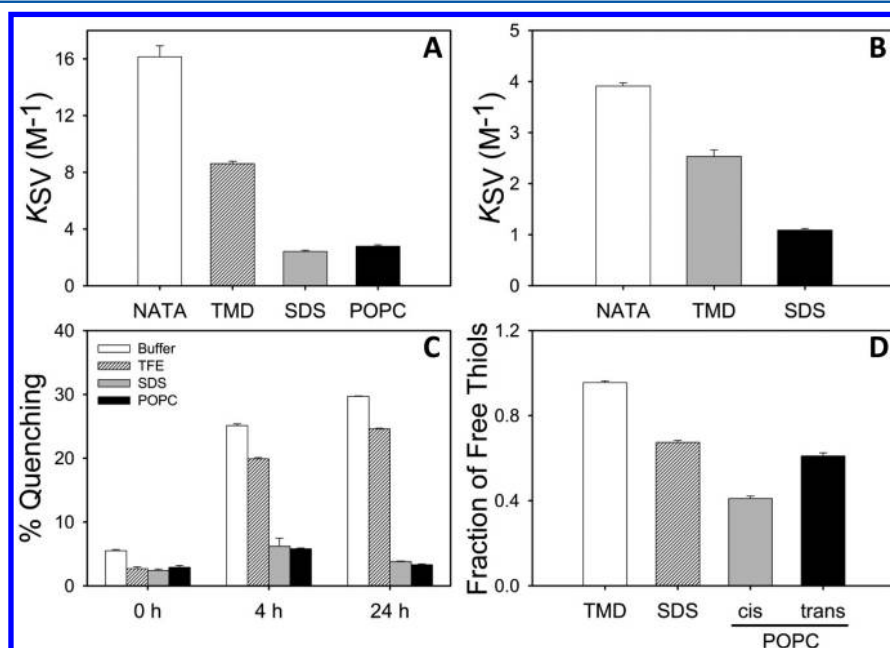 A
KSV (M-1)
16
12
8
4
0
NATA TMD SDS POPC
B
KSV (M-1)
5
4
3
2
1
0
NATA TMD SDS
C
% Quenching
40
30
20
10
0
Buffer
TFE
SDS
POPC
0 h 4 h 24 h
D
Fraction of Free Thiols
1.2
0.8
0.4
0.0
TMD SDS cis trans
POPC